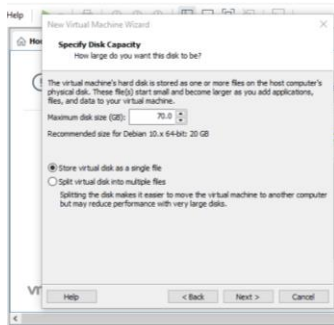 Help
New Virtual Machine Wizard
Specify Disk Capacity
How large do you want this disk to be?
The virtual machine's hard disk is stored as one or more files on the host computer's
physical disk. These file(s) start small and become larger as you add applications,
files, and data to your virtual machine.
Maximum disk size (GB): 70.0
Recommended size for Debian 10.x 64-bit: 20 GB
Store virtual disk as a single file
Split virtual disk into multiple files
Splitting the disk makes it easier to move the virtual machine to another computer
but may reduce performance with very large disks.
Help < Back Next > Cancel